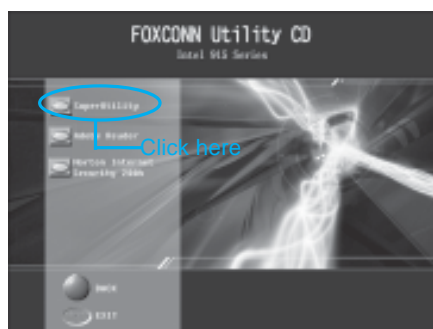 FOXCONN Utility CD
Intel 915 Series
SuperUtility
Adobe Reader
Click here
Norton Internet
Security 2004
BACK
EXIT